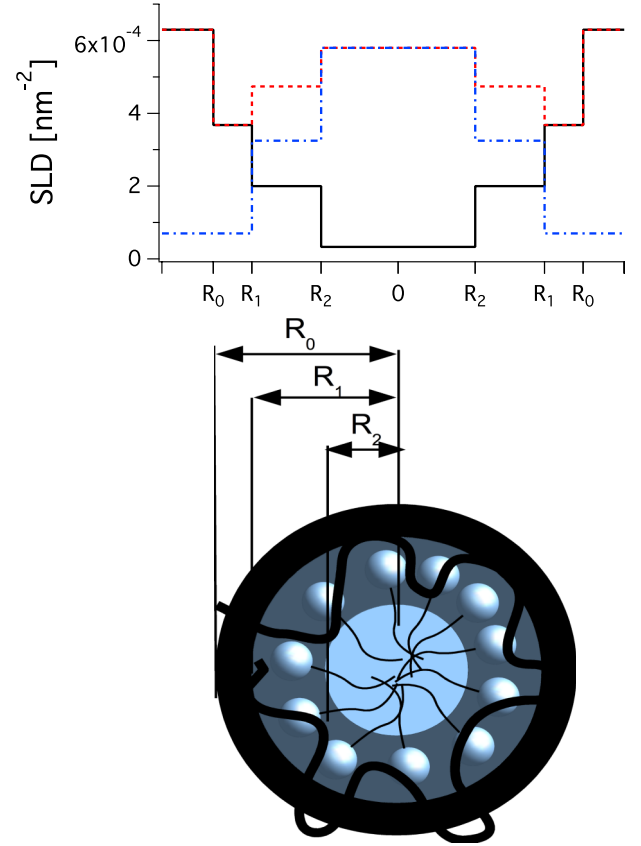 6x10⁻⁴
4
2
0
SLD [nm⁻²]
R₀ R₁ R₂ 0 R₂ R₁ R₀
R₀
R₁
R₂